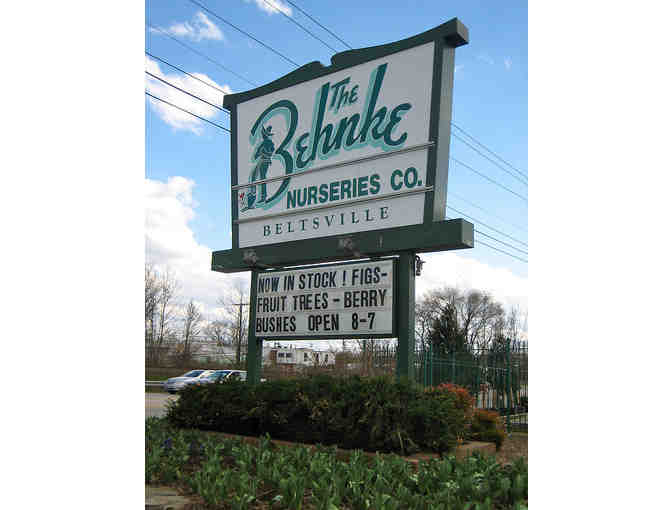 The
Behnke
NURSERIES CO.
BELTSVILLE
NOW IN STOCK ! FIGS-
FRUIT TREES - BERRY
BUSHES OPEN 8-7